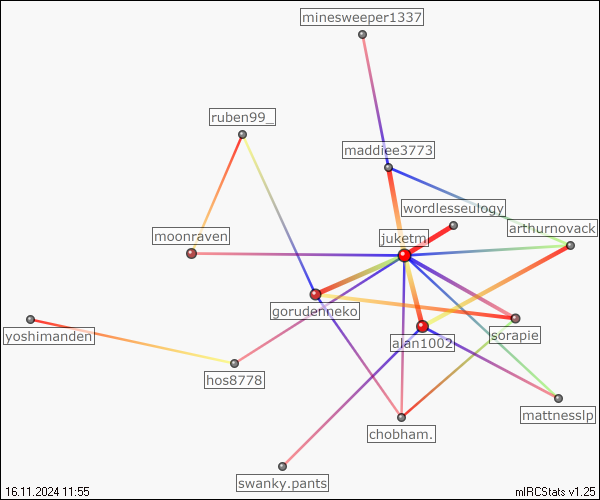 minesweeper1337
ruben99_
maddiee3773
wordlesseulogy
arthurnovack
moonraven
juketm
gorudenneko
yoshimanden
alan1002
sorapie
hos8778
mattnesslp
chobham.
swanky.pants
16.11.2024 11:55
mIRCStats v1.25